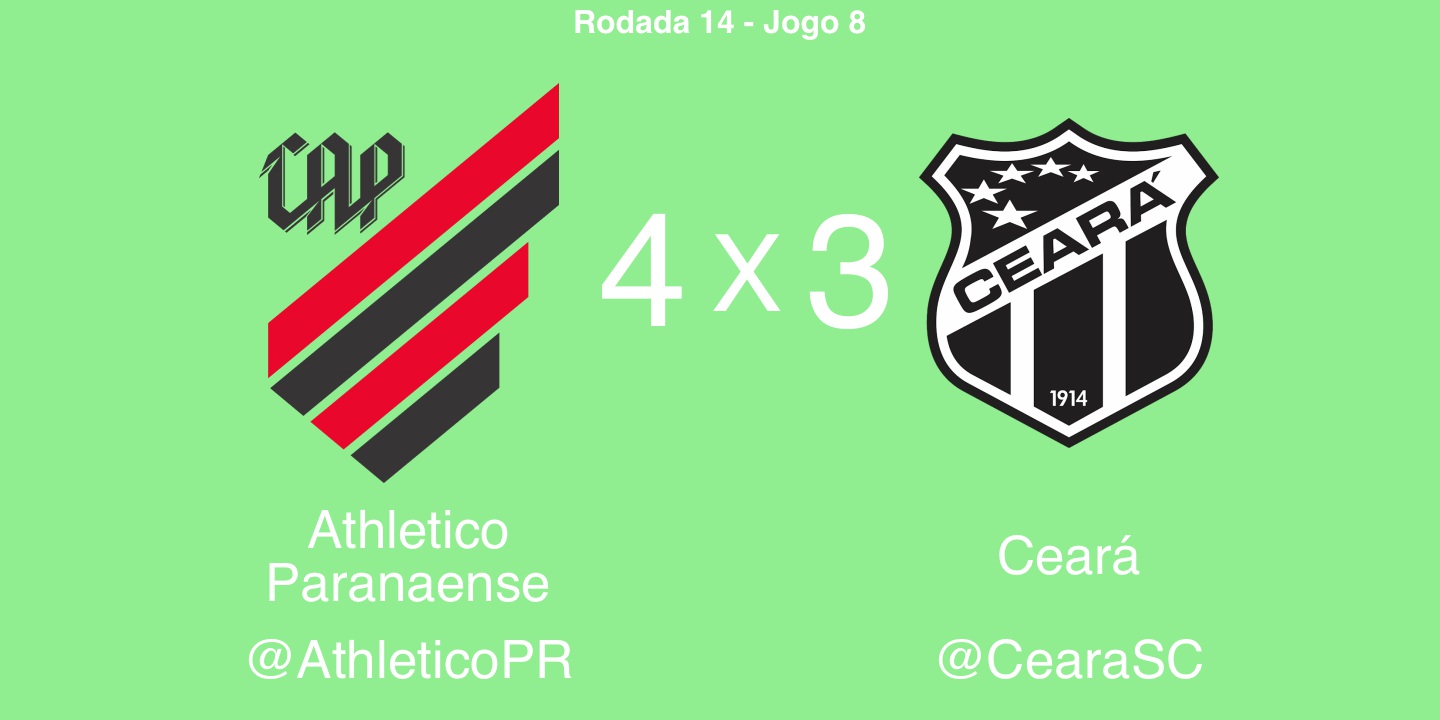 Rodada 14 - Jogo 8
CAP
4 X 3
CEARÁ
1914
Athletico
Paranaense
Ceará
@AthleticoPR
@CearaSC